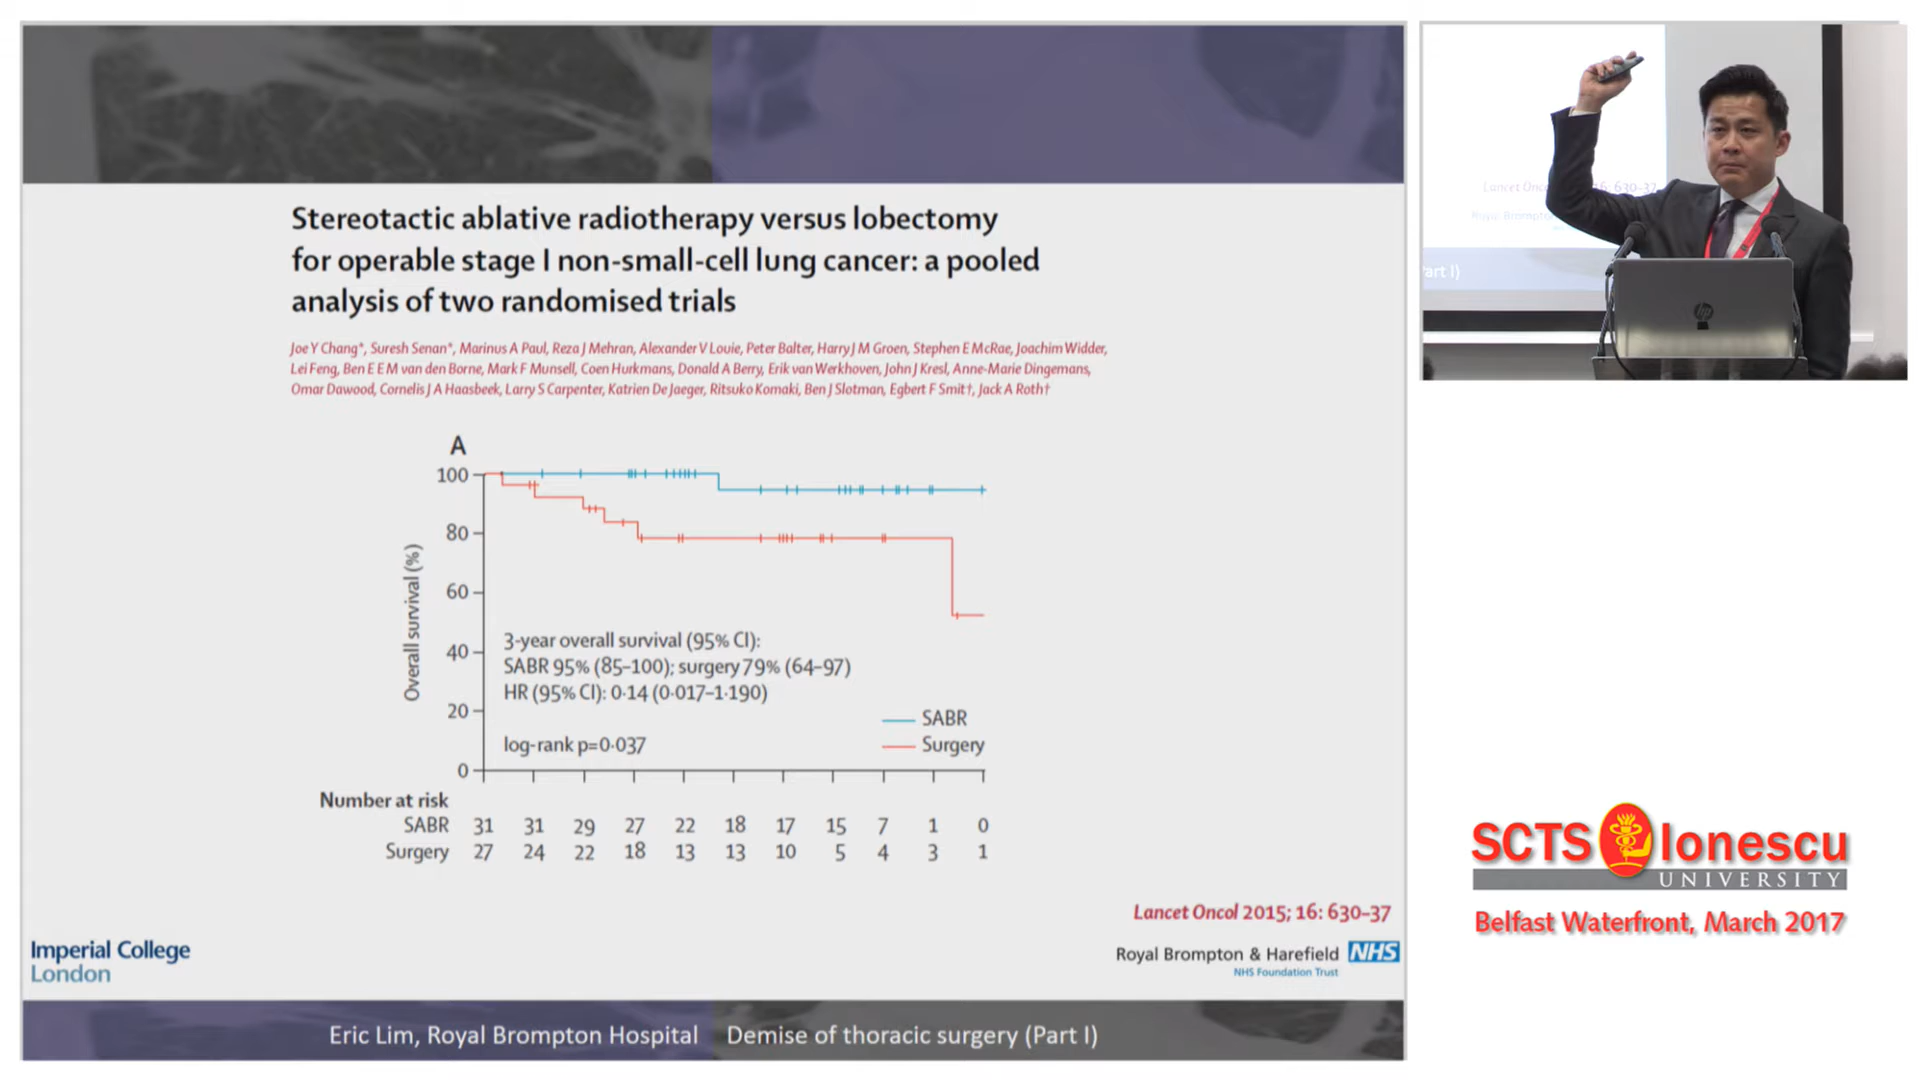 Stereotactic ablative radiotherapy versus lobectomy
for operable stage I non-small-cell lung cancer: a pooled
analysis of two randomised trials
Joe Y Chang*, Suresh Senan*, Marinus A Paul, Reza J Mehran, Alexander V Louie, Peter Balter, Harry J M Groen, Stephen E McRae, Joachim Widder,
Lei Feng, Ben E E M van den Borne, Mark F Munsell, Coen Hurkmans, Donald A Berry, Erik van Werkhoven, John J Kresl, Anne-Marie Dingemans,
Omar Dawood, Cornelis J A Haasbeek, Larry S Carpenter, Katrien De Jaeger, Ritsuko Komaki, Ben J Slotman, Egbert F Smit†, Jack A Roth†
A
100
80
60
40
20
0
Overall survival (%)
3-year overall survival (95% CI):
SABR 95% (85–100); surgery 79% (64–97)
HR (95% CI): 0·14 (0·017–1·190)
log-rank p=0·037
SABR
Surgery
Number at risk
SABR 31 31 29 27 22 18 17 15 7 1 0
Surgery 27 24 22 18 13 13 10 5 4 3 1
Lancet Oncol 2015; 16: 630–37
Imperial College
London
Royal Brompton & Harefield NHS
NHS Foundation Trust
Eric Lim, Royal Brompton Hospital Demise of thoracic surgery (Part I)
Lancet Onc 16: 630-37
Royal Brompton
art I)
hp
SCTS Ionescu
UNIVERSITY
Belfast Waterfront, March 2017